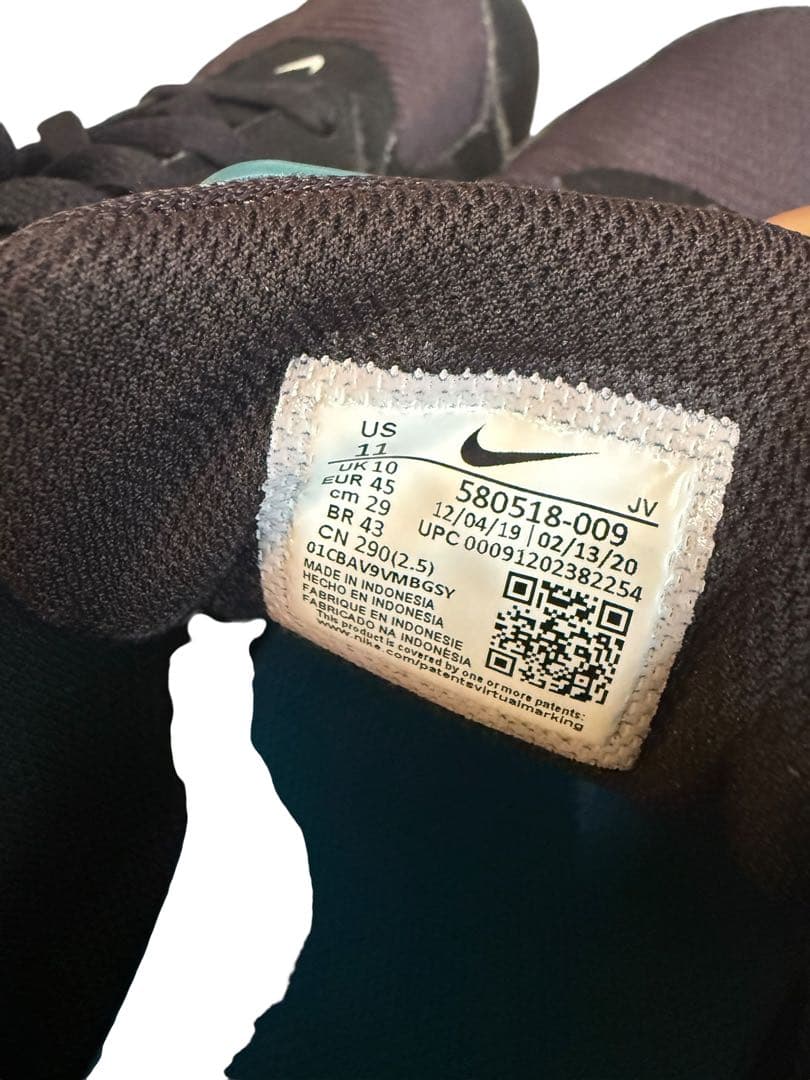 US
11
UK 10
EUR 45
cm 29
BR 43
CN 290(2.5)
JV
580518-009
12/04/19 | 02/13/20
UPC 00091202382254
01CBAV9VMBGSY
MADE IN INDONESIA
HECHO EN INDONESIA
FABRIQUE EN INDONESIE
FABRICADO NA INDONÉSIA
This product is covered by one or more patents:
www.nike.com/patentsvirtualmarking